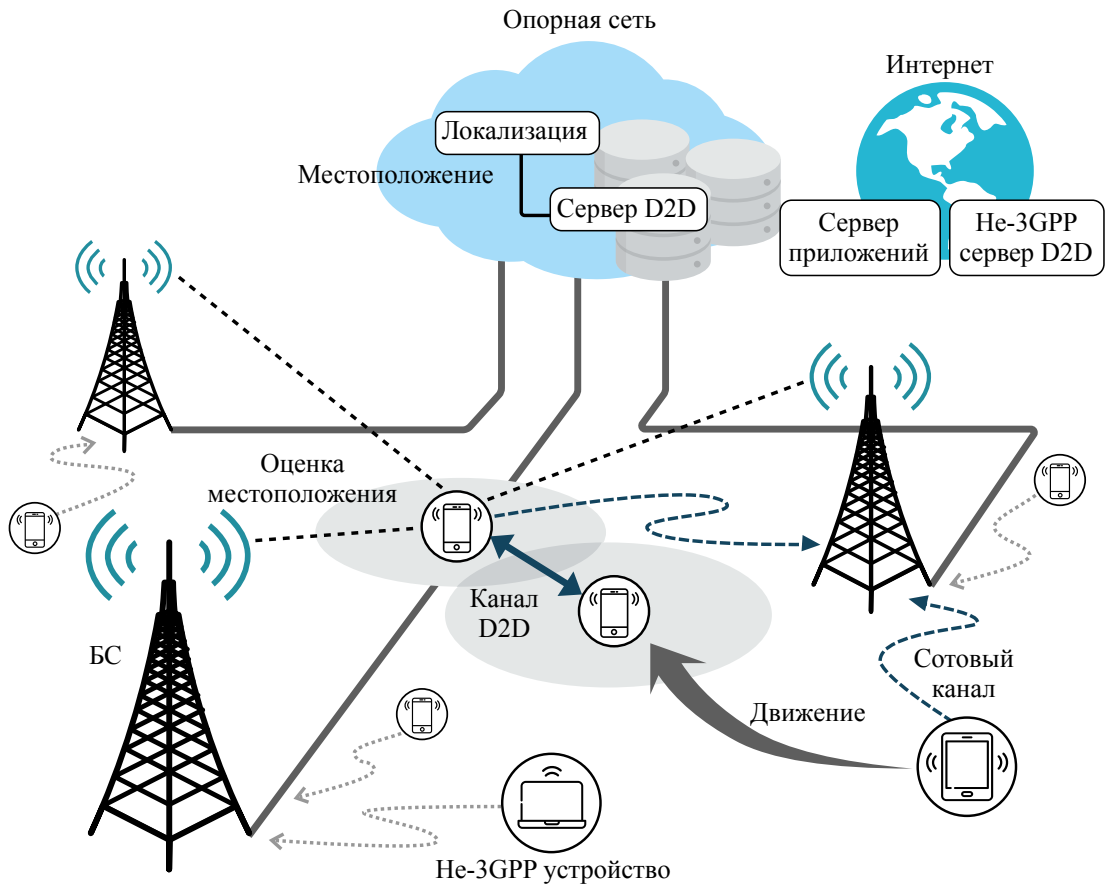 Опорная сеть
Интернет
Локализация
Местоположение
Сервер D2D
Сервер
приложений
Не-3GPP
сервер D2D
Оценка
местоположения
Канал
D2D
БС
Сотовый
канал
Движение
Не-3GPP устройство